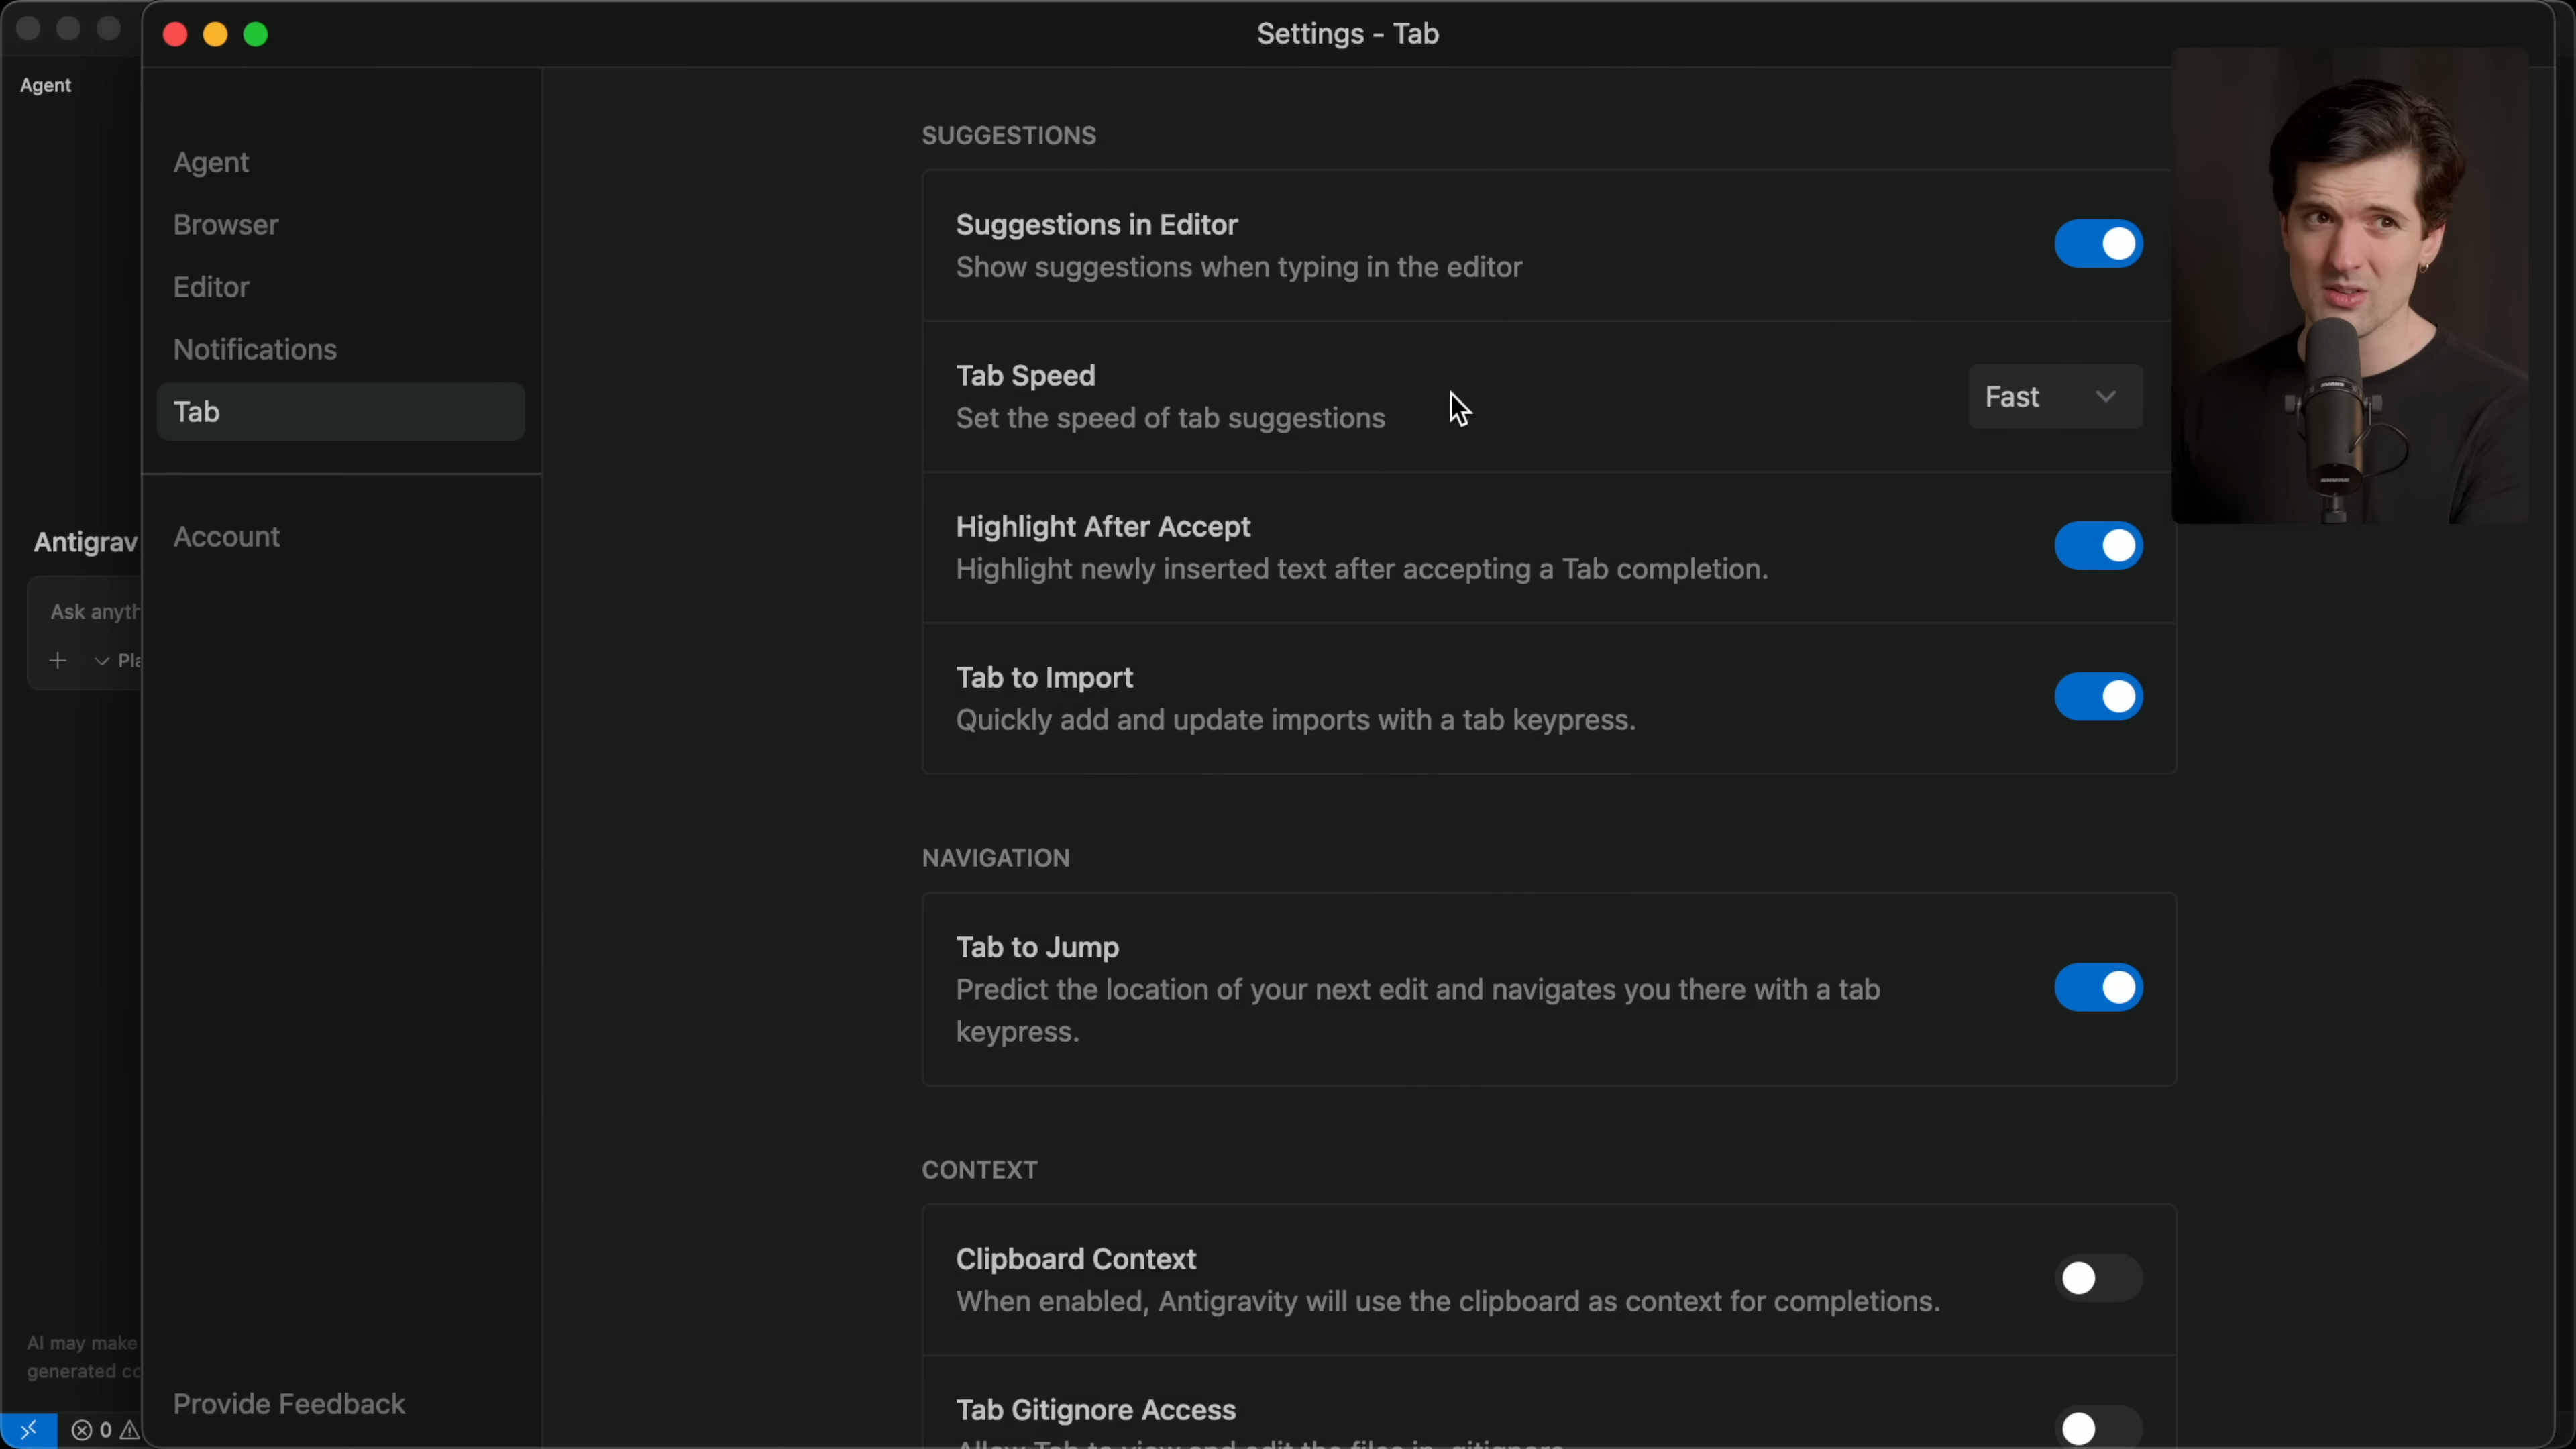 Settings - Tab
Agent
Agent
Browser
Editor
Notifications
Tab
Account
Provide Feedback
Ask
AI may make
generated
0
SUGGESTIONS
Suggestions in Editor
Show suggestions when typing in the editor
Tab Speed
Set the speed of tab suggestions
Fast
Highlight After Accept
Highlight newly inserted text after accepting a Tab completion.
Tab to Import
Quickly add and update imports with a tab keypress.
NAVIGATION
Tab to Jump
Predict the location of your next edit and navigates you there with a tab
keypress.
CONTEXT
Clipboard Context
When enabled, Antigravity will use the clipboard as context for completions.
Tab Gitignore Access